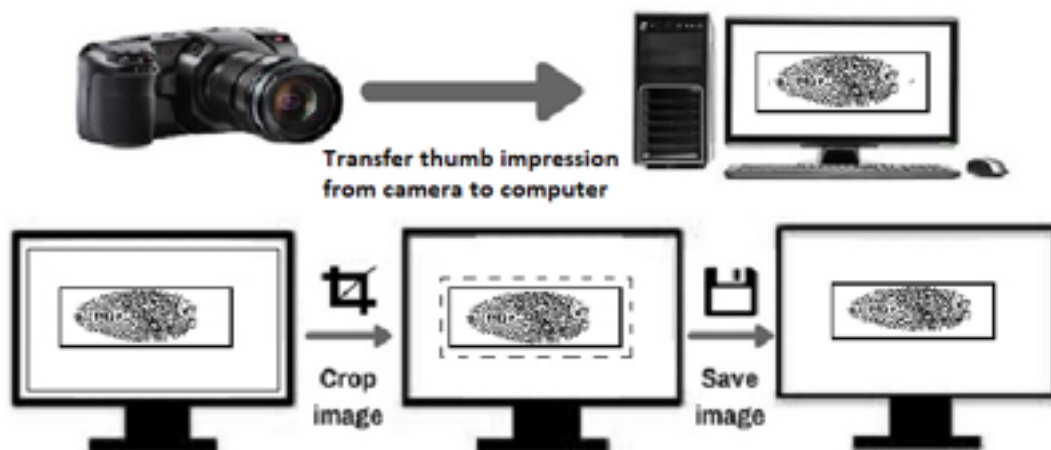 Transfer thumb impression
from camera to computer
Crop
image
Save
image